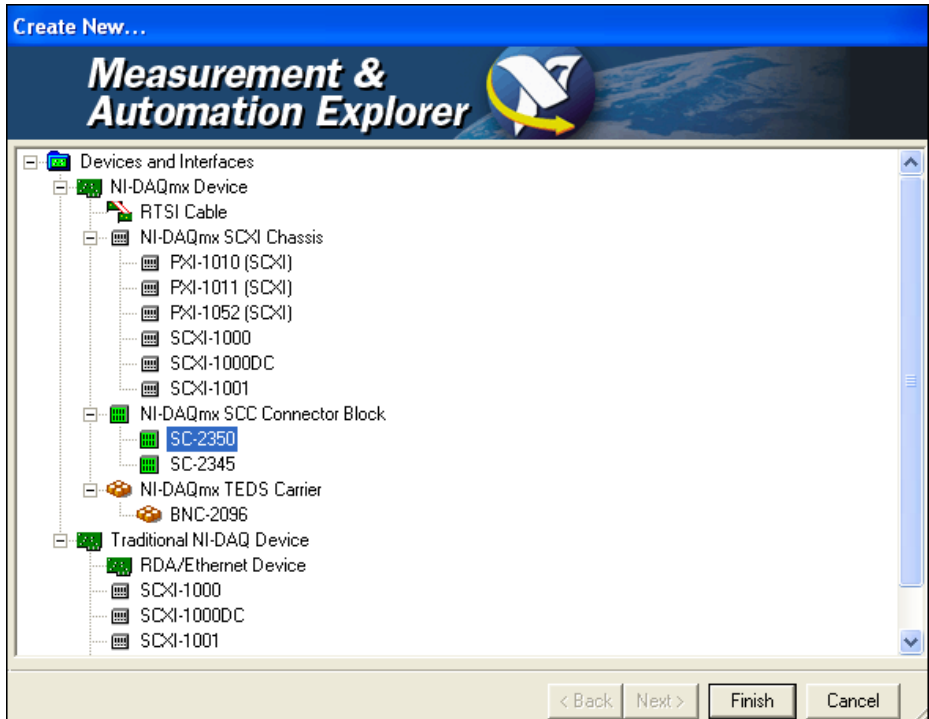 Create New...
Measurement &
Automation Explorer
Devices and Interfaces
NI-DAQmx Device
RTSI Cable
NI-DAQmx SCXI Chassis
PXI-1010 (SCXI)
PXI-1011 (SCXI)
PXI-1052 (SCXI)
SCXI-1000
SCXI-1000DC
SCXI-1001
NI-DAQmx SCC Connector Block
SC-2350
SC-2345
NI-DAQmx TEDS Carrier
BNC-2096
Traditional NI-DAQ Device
RDA/Ethernet Device
SCXI-1000
SCXI-1000DC
SCXI-1001
< Back Next > Finish Cancel